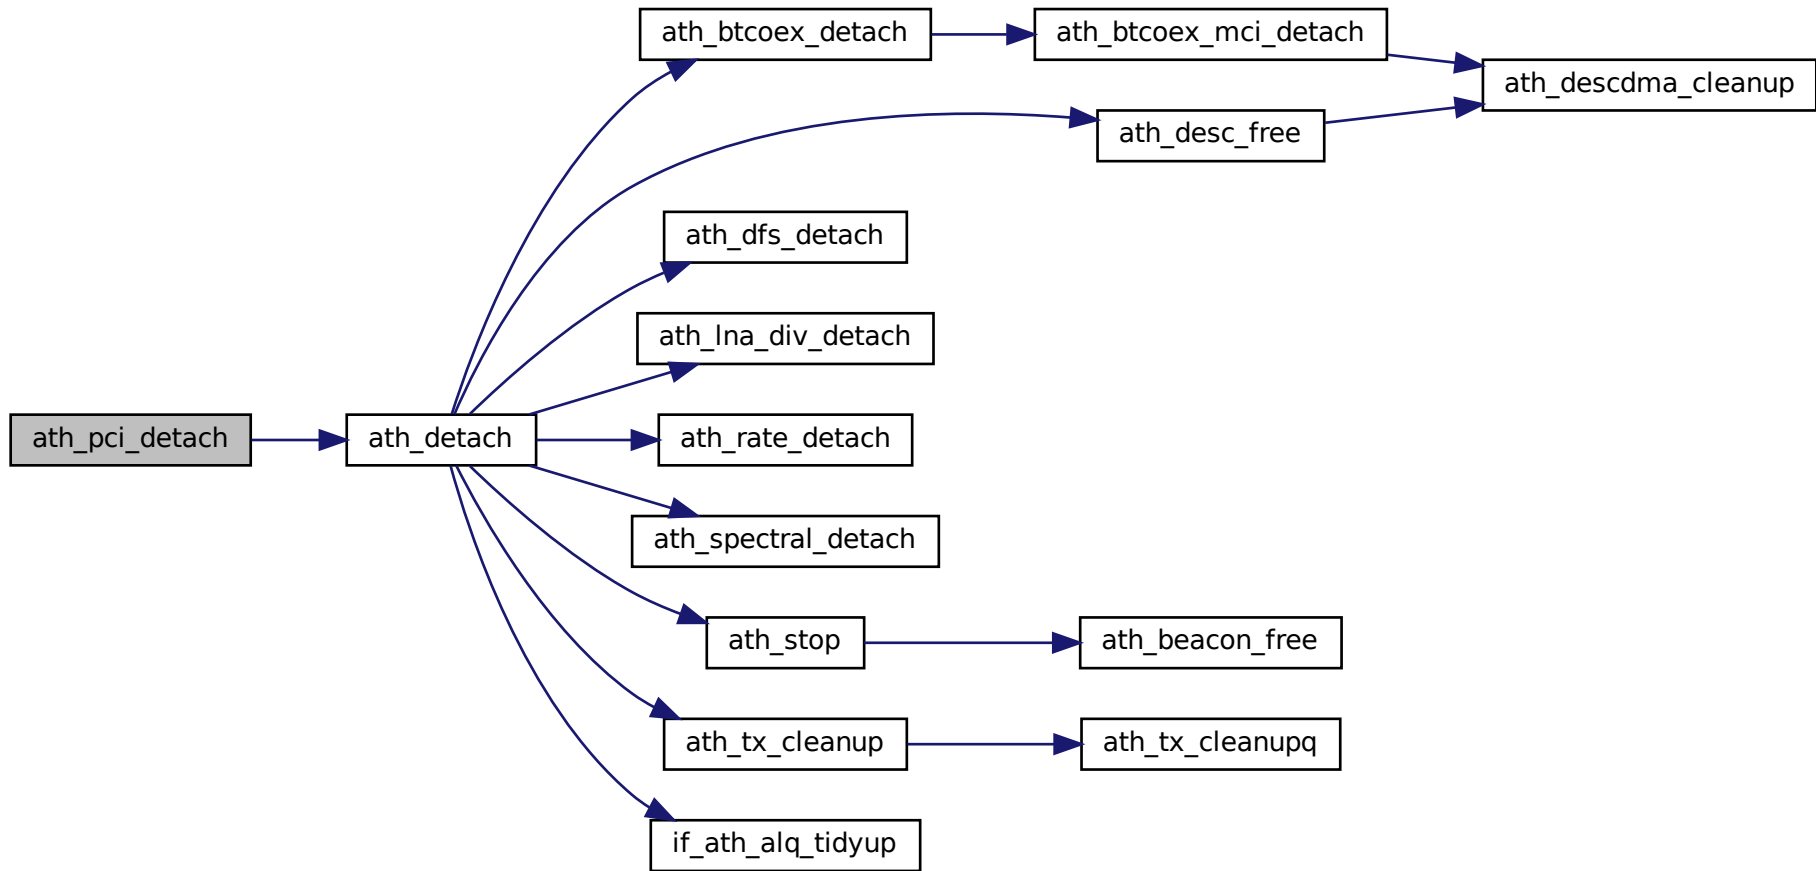 ath_btcoex_detach
ath_btcoex_mci_detach
ath_descdma_cleanup
ath_desc_free
ath_dfs_detach
ath_lna_div_detach
ath_pci_detach
ath_detach
ath_rate_detach
ath_spectral_detach
ath_stop
ath_beacon_free
ath_tx_cleanup
ath_tx_cleanupq
if_ath_alq_tidyup